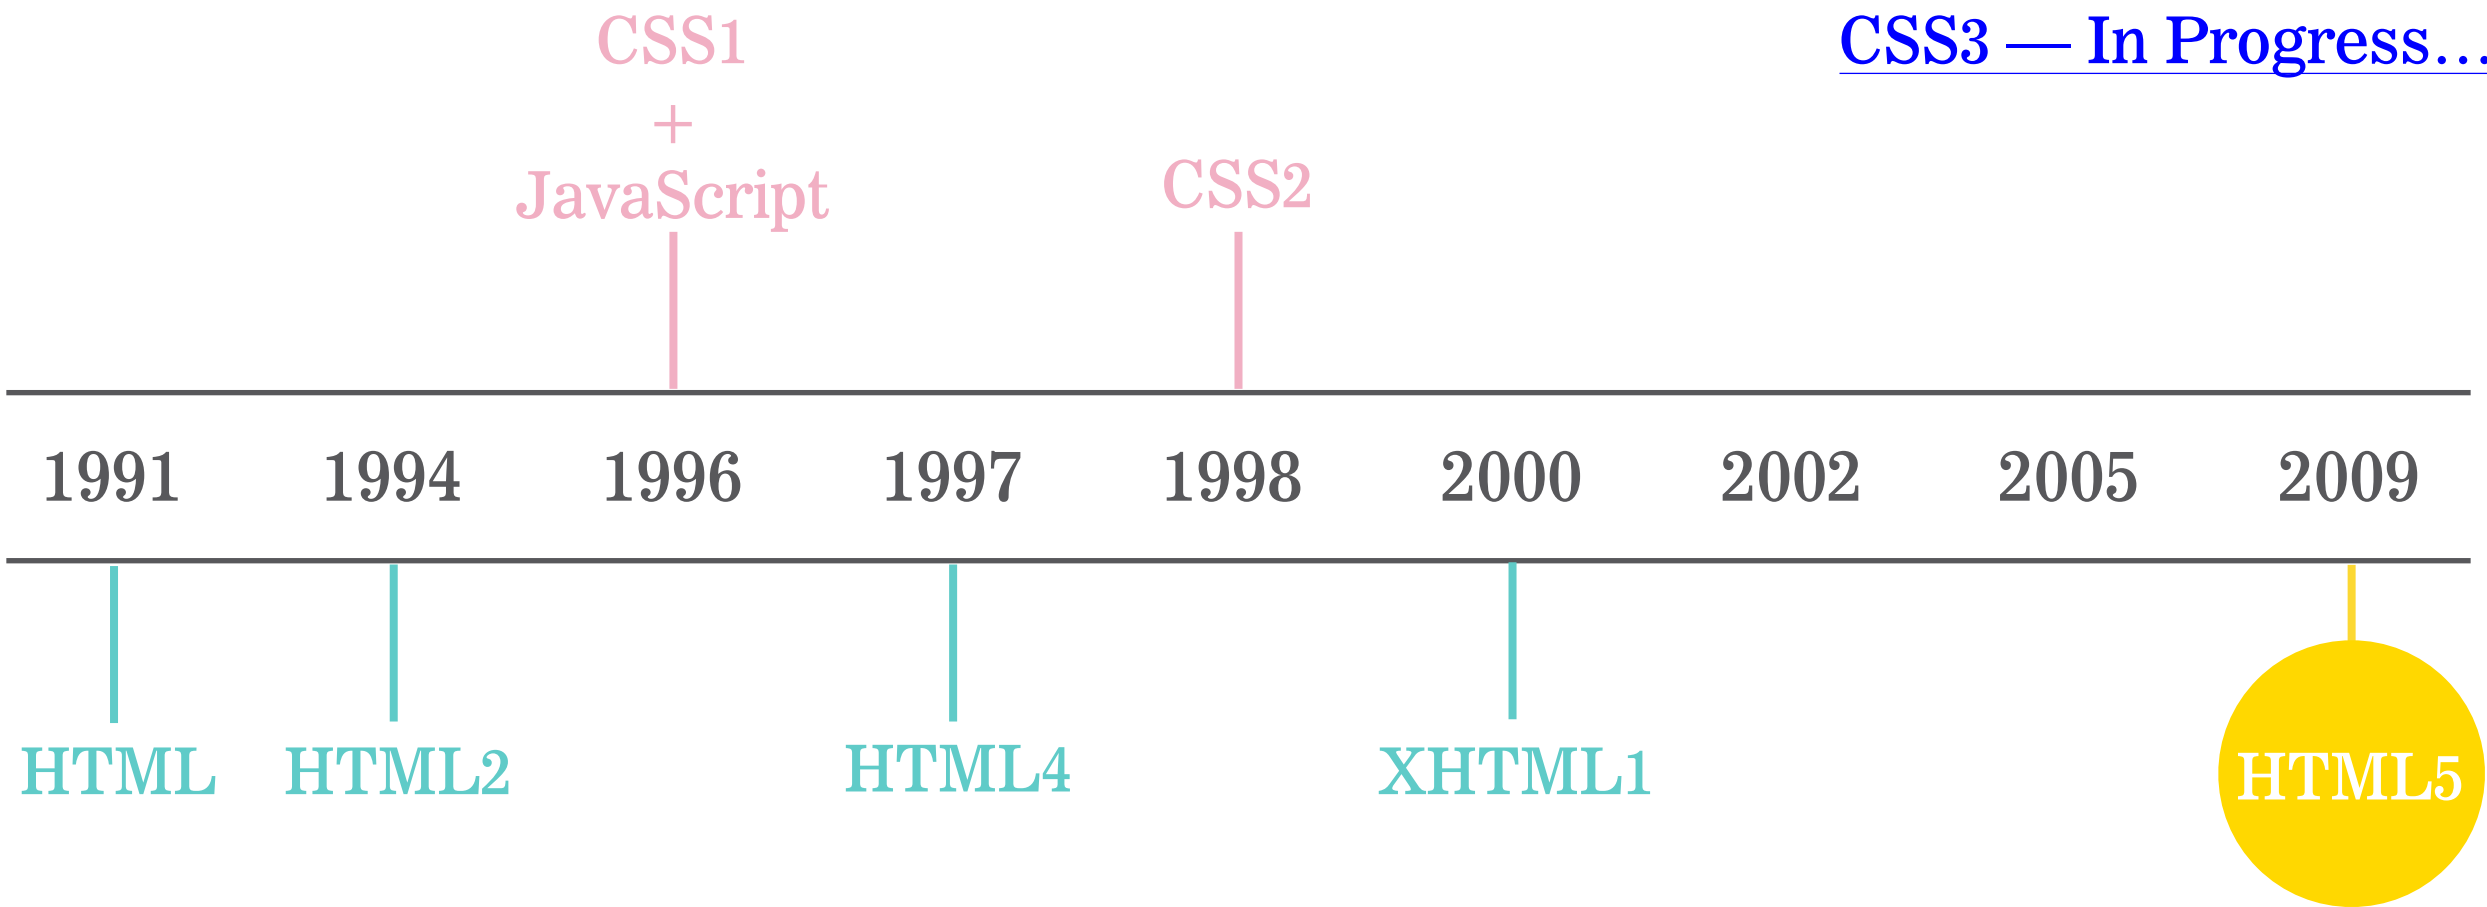 CSS1
+
JavaScript
CSS2
CSS3 — In Progress...
1991 1994 1996 1997 1998 2000 2002 2005 2009
HTML HTML2 HTML4 XHTML1 HTML5